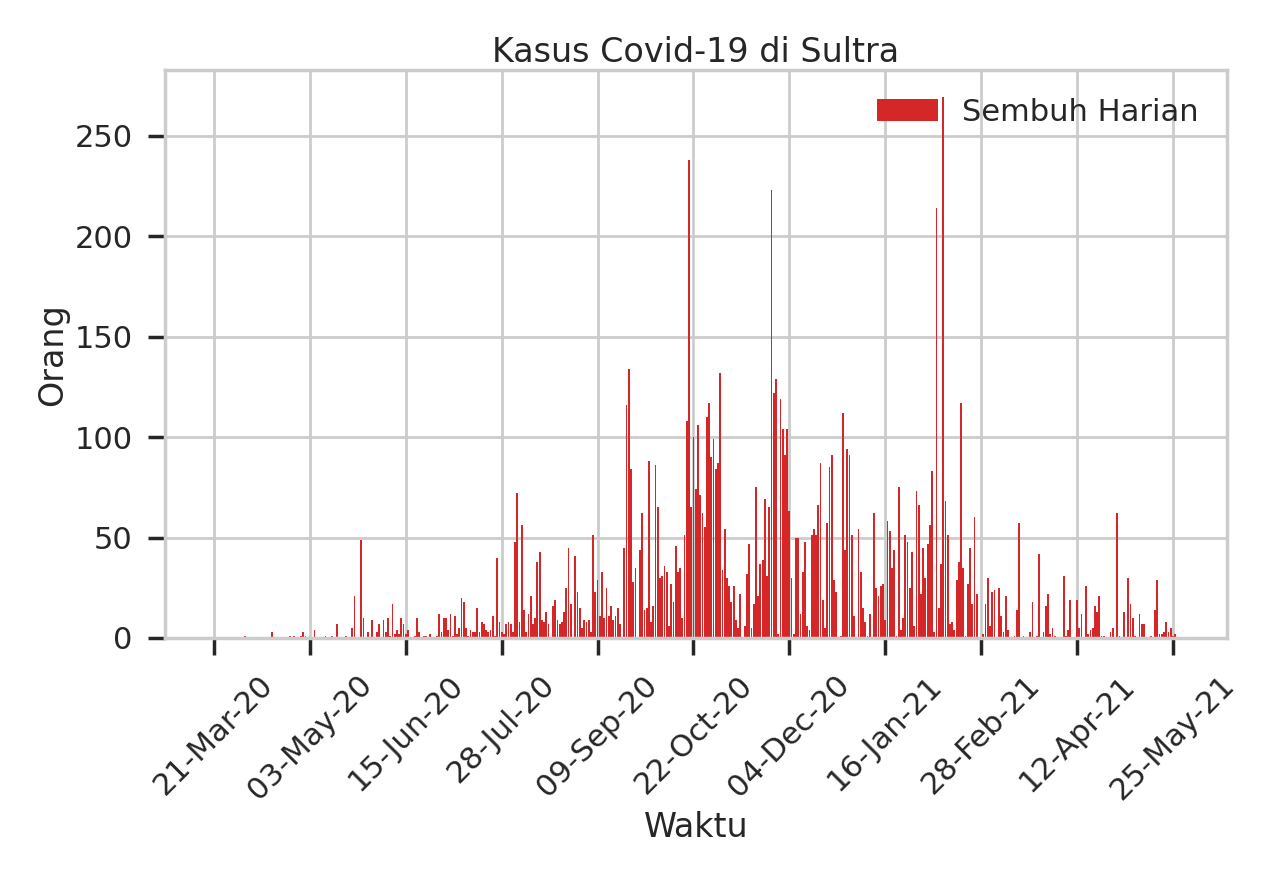 Kasus Covid-19 di Sultra
Sembuh Harian
Orang
250
200
150
100
50
0
21-Mar-20
03-May-20
15-Jun-20
28-Jul-20
09-Sep-20
22-Oct-20
04-Dec-20
16-Jan-21
28-Feb-21
12-Apr-21
25-May-21
Waktu